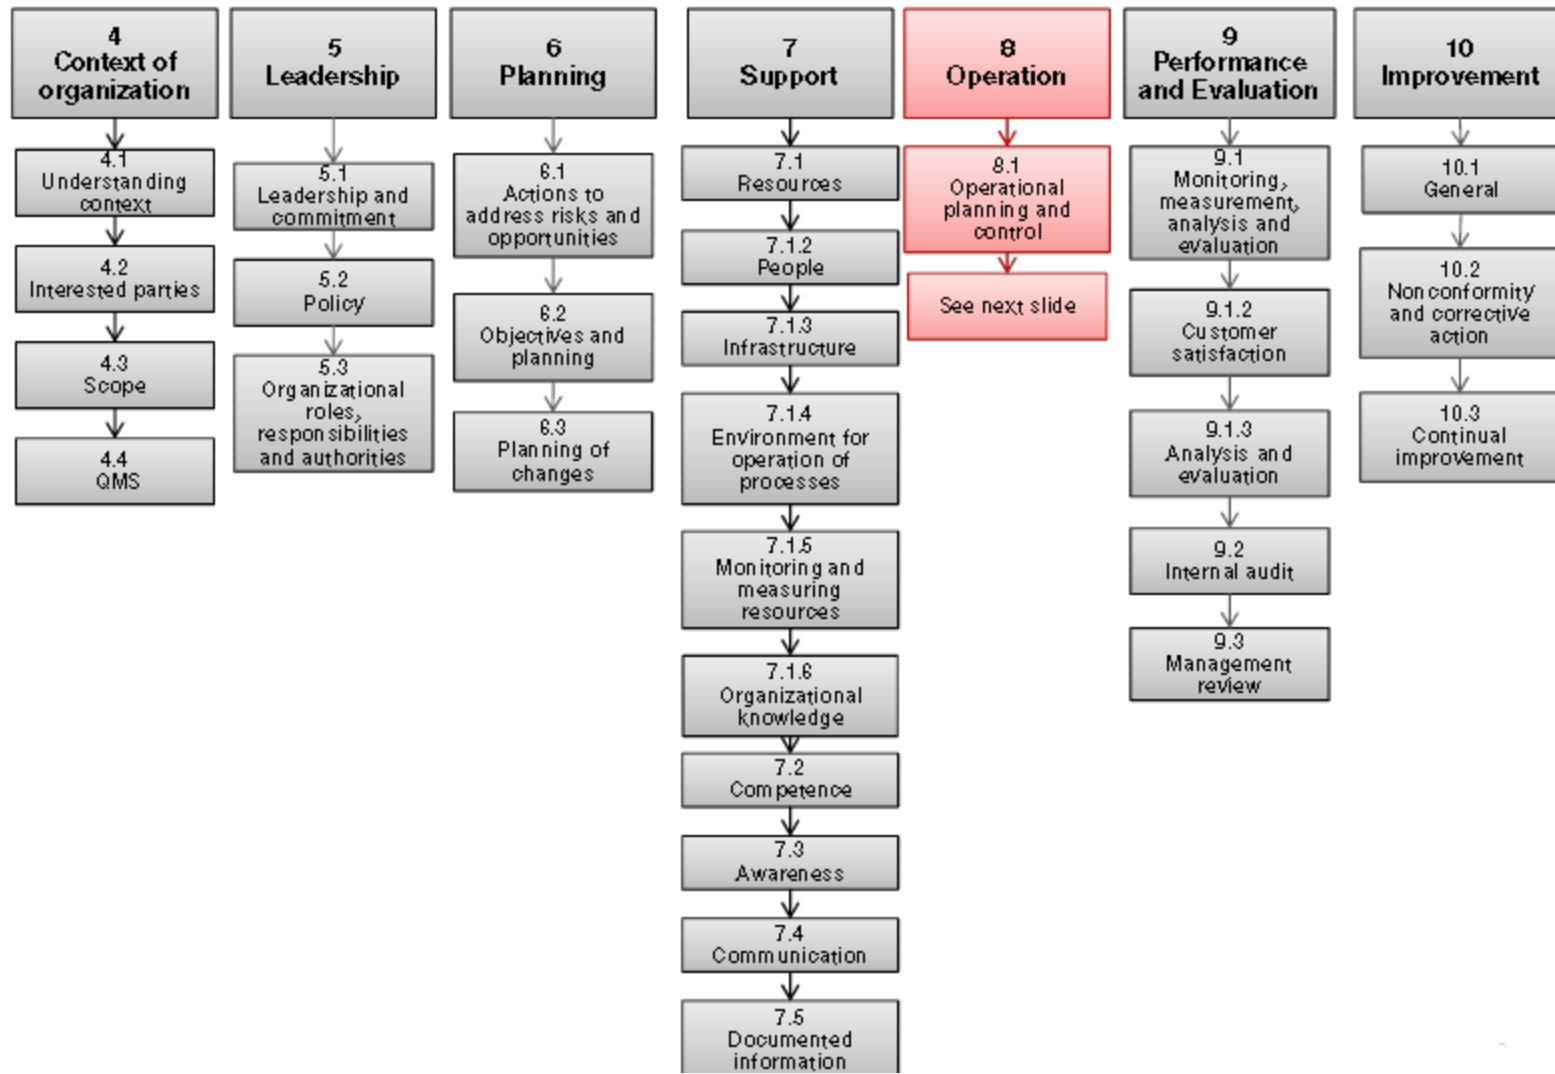 4
Context of
organization
4.1
Understanding
context
4.2
Interested parties
4.3
Scope
4.4
QMS
5
Leadership
5.1
Leadership and
commitment
5.2
Policy
5.3
Organizational
roles,
responsibilities
and authorities
6
Planning
6.1
Actions to
address risks and
opportunities
6.2
Objectives and
planning
6.3
Planning of
changes
7
Support
7.1
Resources
7.1.2
People
7.1.3
Infrastructure
7.1.4
Environment for
operation of
processes
7.1.5
Monitoring and
measuring
resources
7.1.6
Organizational
knowledge
7.2
Competence
7.3
Awareness
7.4
Communication
7.5
Documented
information
8
Operation
8.1
Operational
planning and
control
See next slide
9
Performance
and Evaluation
9.1
Monitoring,
measurement,
analysis and
evaluation
9.1.2
Customer
satisfaction
9.1.3
Analysis and
evaluation
9.2
Internal audit
9.3
Management
review
10
Improvement
10.1
General
10.2
Nonconformity
and corrective
action
10.3
Continual
improvement